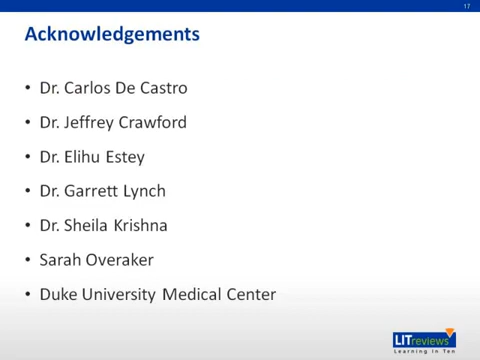 17
Acknowledgements
• Dr. Carlos De Castro
• Dr. Jeffrey Crawford
• Dr. Elihu Estey
• Dr. Garrett Lynch
• Dr. Sheila Krishna
• Sarah Overaker
• Duke University Medical Center
LITreviews
Learning in Ten